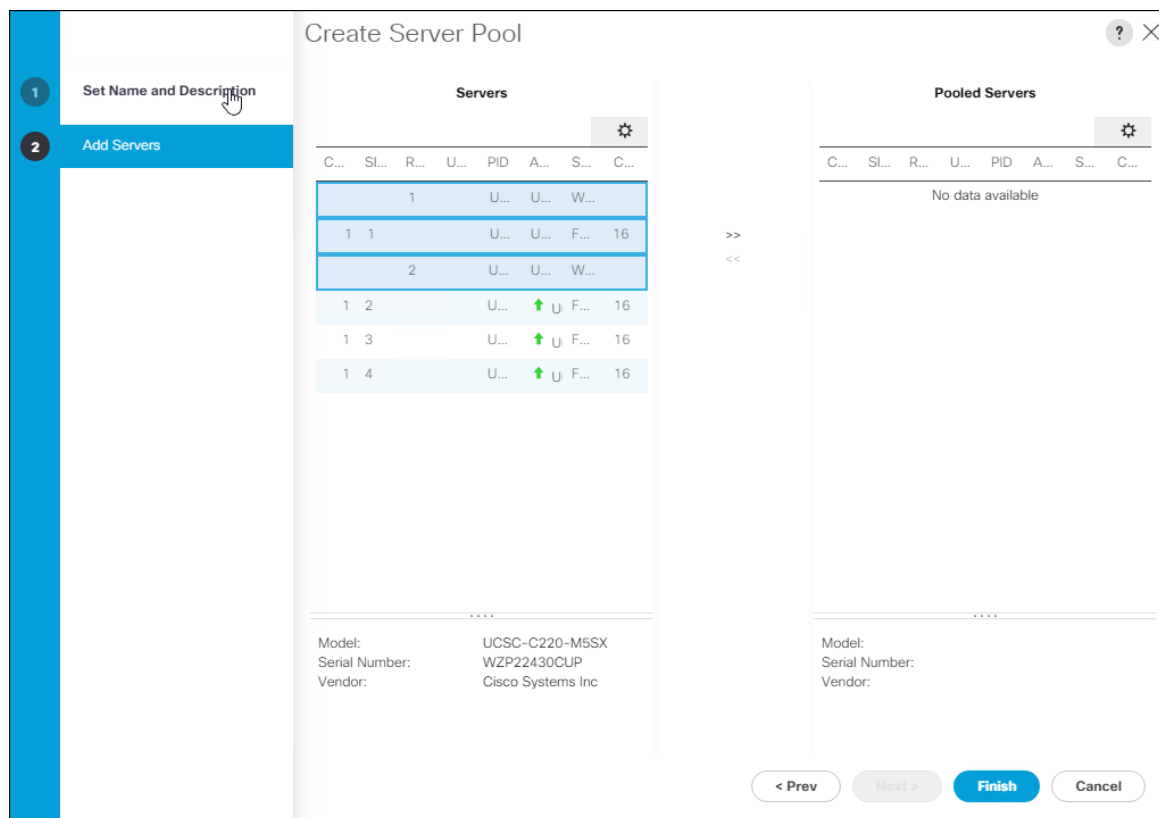 Create Server Pool
?
1 Set Name and Description
2 Add Servers
Servers
C... SI... R... U... PID A... S... C...
1 U... U... W...
1 1 U... U... F... 16
2 U... U... W...
1 2 U... U F... 16
1 3 U... U F... 16
1 4 U... U F... 16
Model: UCSC-C220-M5SX
Serial Number: WZP22430CUP
Vendor: Cisco Systems Inc
>>
<<
Pooled Servers
C... SI... R... U... PID A... S... C...
No data available
Model:
Serial Number:
Vendor:
< Prev Next > Finish Cancel